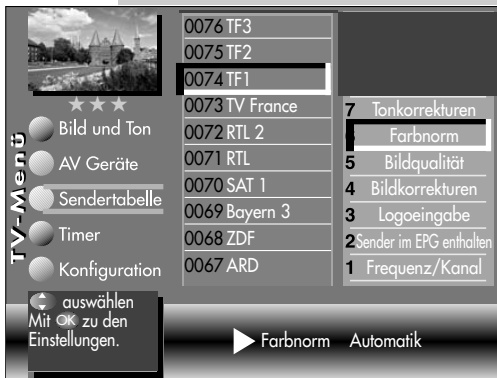 TV-Menü
★★★
Bild und Ton
AV Geräte
Sendertabelle
Timer
Konfiguration
auswählen
Mit OK zu den
Einstellungen.
0076 TF3
0075 TF2
0074 TF1
0073 TV France
0072 RTL 2
0071 RTL
0070 SAT 1
0069 Bayern 3
0068 ZDF
0067 ARD
7 Tonkorrekturen
Farbnorm
5 Bildqualität
4 Bildkorrekturen
3 Logoeingabe
2 Sender im EPG enthalten
1 Frequenz/Kanal
Farbnorm Automatik